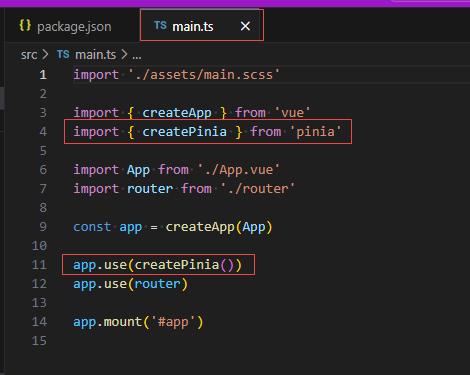 {} package.json
TS main.ts ×
src > TS main.ts > ...
1 import './assets/main.scss'
2
3 import { createApp } from 'vue'
4 import { createPinia } from 'pinia'
5
6 import App from './App.vue'
7 import router from './router'
8
9 const app = createApp(App)
10
11 app.use(createPinia())
12 app.use(router)
13
14 app.mount('#app')
15